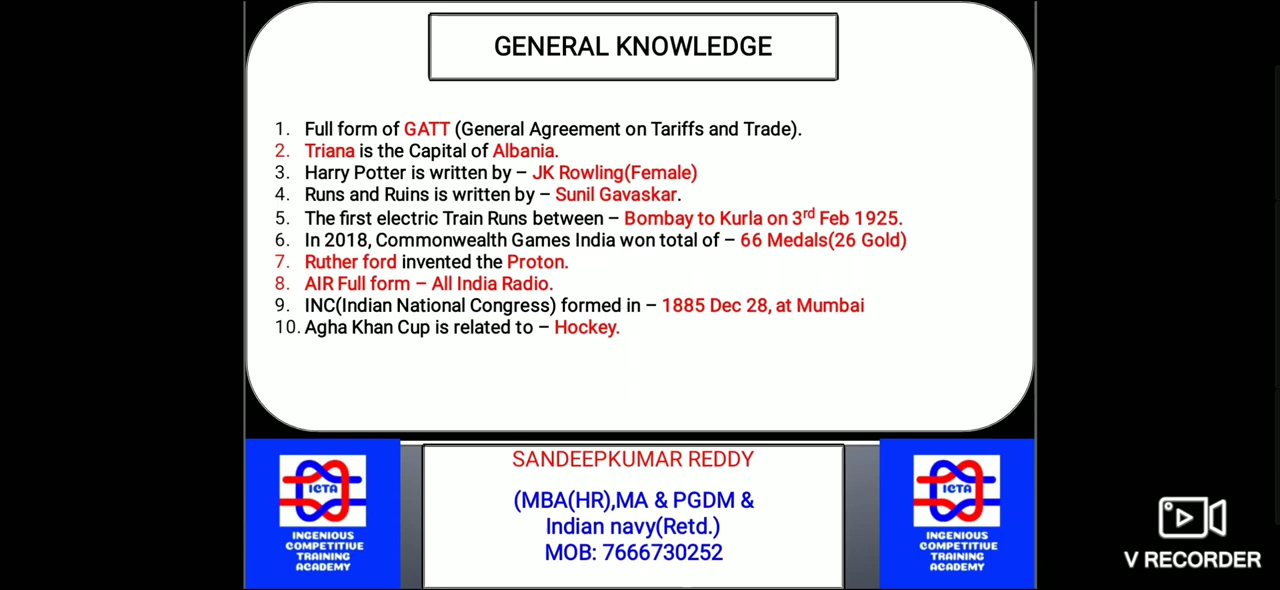 GENERAL KNOWLEDGE
1. Full form of GATT (General Agreement on Tariffs and Trade).
2. Triana is the Capital of Albania.
3. Harry Potter is written by – JK Rowling(Female)
4. Runs and Ruins is written by – Sunil Gavaskar.
5. The first electric Train Runs between – Bombay to Kurla on 3rd Feb 1925.
6. In 2018, Commonwealth Games India won total of – 66 Medals(26 Gold)
7. Ruther ford invented the Proton.
8. AIR Full form – All India Radio.
9. INC(Indian National Congress) formed in – 1885 Dec 28, at Mumbai
10. Agha Khan Cup is related to – Hockey.
ICTA
INGENIOUS
COMPETITIVE
TRAINING
ACADEMY
SANDEEPKUMAR REDDY
(MBA(HR),MA & PGDM &
Indian navy(Retd.)
MOB: 7666730252
ICTA
INGENIOUS
COMPETITIVE
TRAINING
ACADEMY
V RECORDER